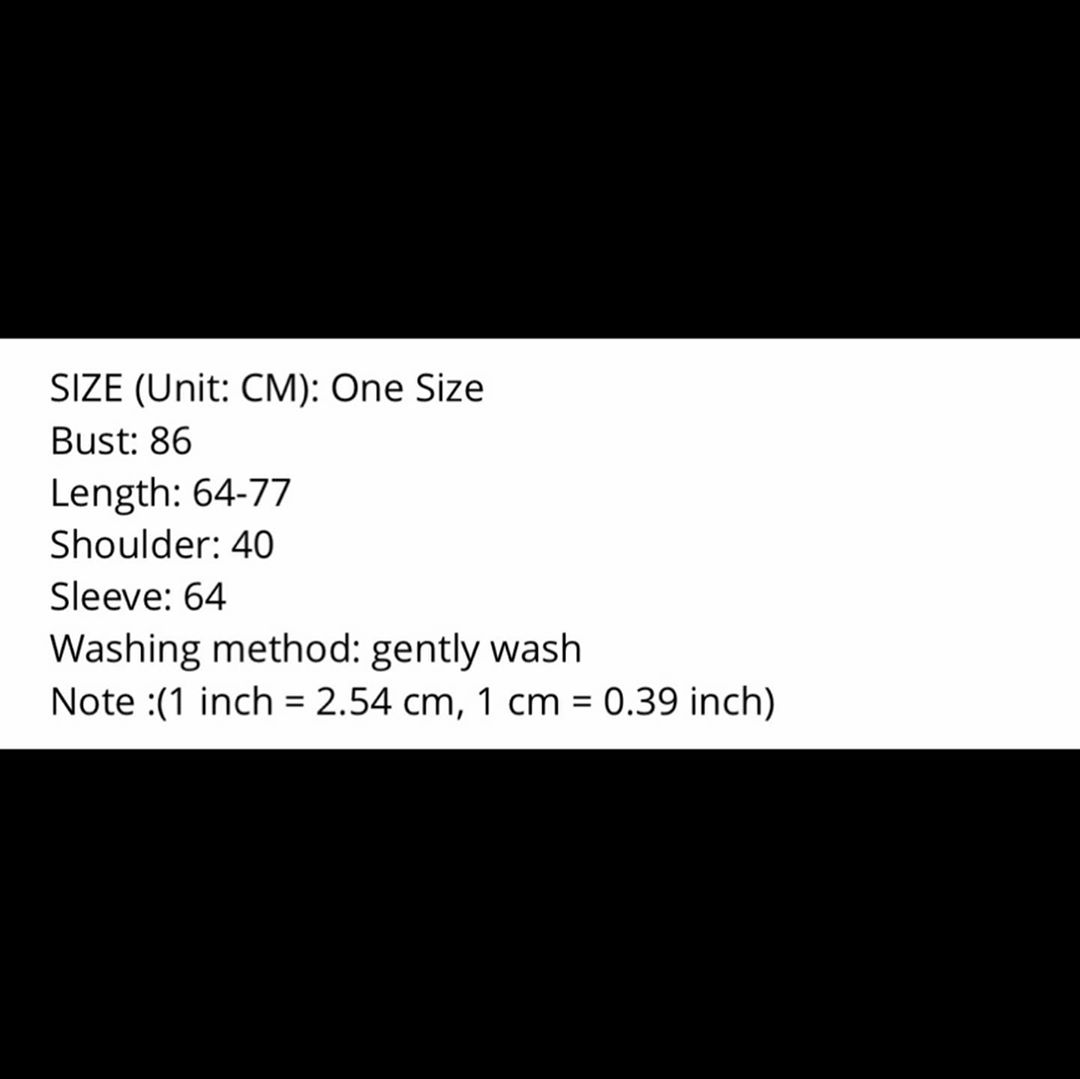 SIZE (Unit: CM): One Size
Bust: 86
Length: 64-77
Shoulder: 40
Sleeve: 64
Washing method: gently wash
Note :(1 inch = 2.54 cm, 1 cm = 0.39 inch)